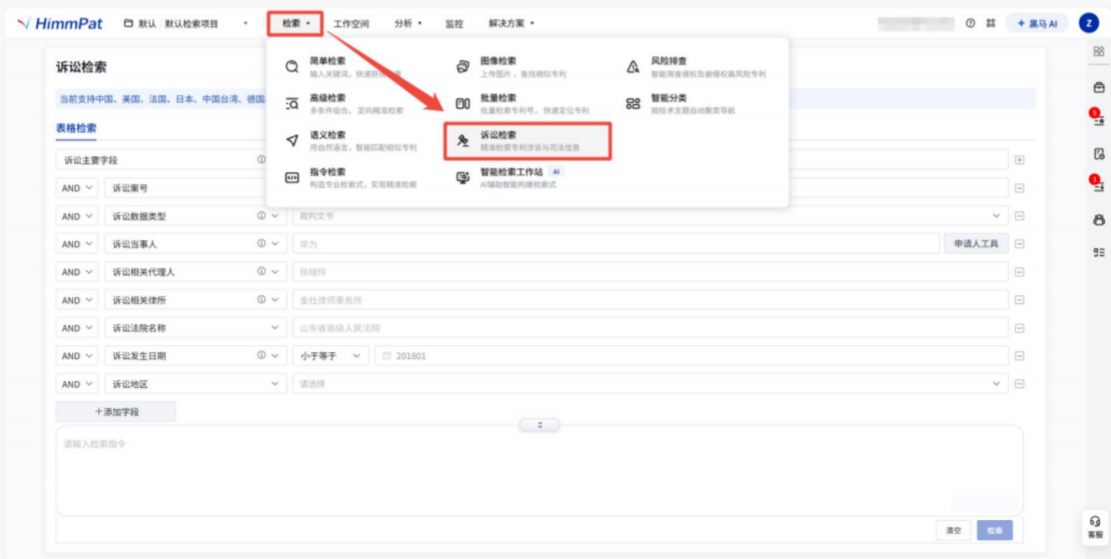 HimmPat
默认 默认检索项目
检索
工作空间
分析
监控
解决方案
黑马 AI
Z
简单检索
图像检索
上传图片，查找相似专利
风险排查
智能筛查侵权及被侵权高风险专利
高级检索
多条件组合，定向精准检索
批量检索
批量检索专利号，快速定位专利
智能分类
按技术主题自动聚类导航
语义检索
用自然语言，智能匹配相似专利
诉讼检索
精准检索专利涉诉与司法信息
指令检索
构造专业检索式，实现精准检索
智能检索工作站 AI
AI辅助智能构建检索式
诉讼检索
当前支持中国、美国、法国、日本、中国台湾、德国
表格检索
诉讼主要字段
AND 诉讼案号
AND 诉讼数据类型 裁判文书
AND 诉讼当事人 华为 申请人工具
AND 诉讼相关代理人
AND 诉讼相关律所 金杜律师事务所
AND 诉讼法院名称 山东省高级人民法院
AND 诉讼发生日期 小于等于 201801
AND 诉讼地区 请选择
+添加字段
请输入检索指令
清空 检索
5
1
客服